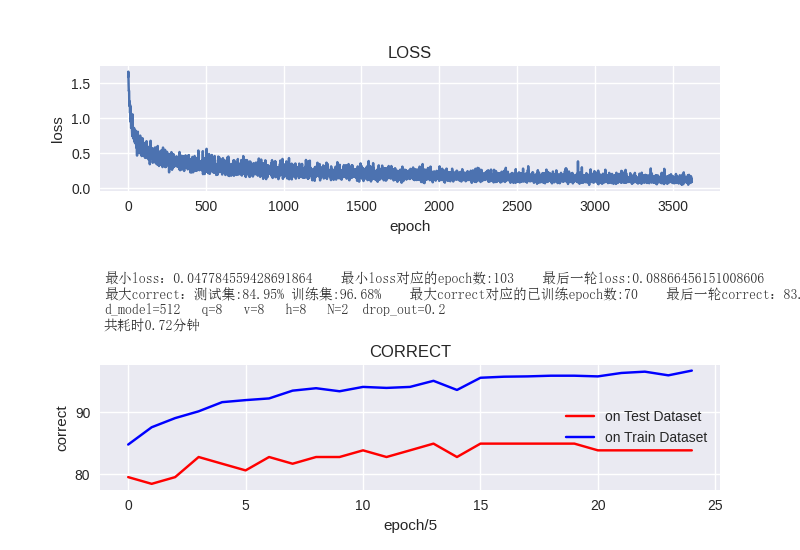 LOSS
1.5
1.0
0.5
0.0
loss
0 500 1000 1500 2000 2500 3000 3500
epoch
最小loss：0.047784559428691864 最小loss对应的epoch数:103 最后一轮loss:0.08866456151008606
最大correct：测试集:84.95% 训练集:96.68% 最大correct对应的已训练epoch数:70 最后一轮correct：83.
d_model=512 q=8 v=8 h=8 N=2 drop_out=0.2
共耗时0.72分钟
CORRECT
90
80
correct
on Test Dataset
on Train Dataset
0 5 10 15 20 25
epoch/5